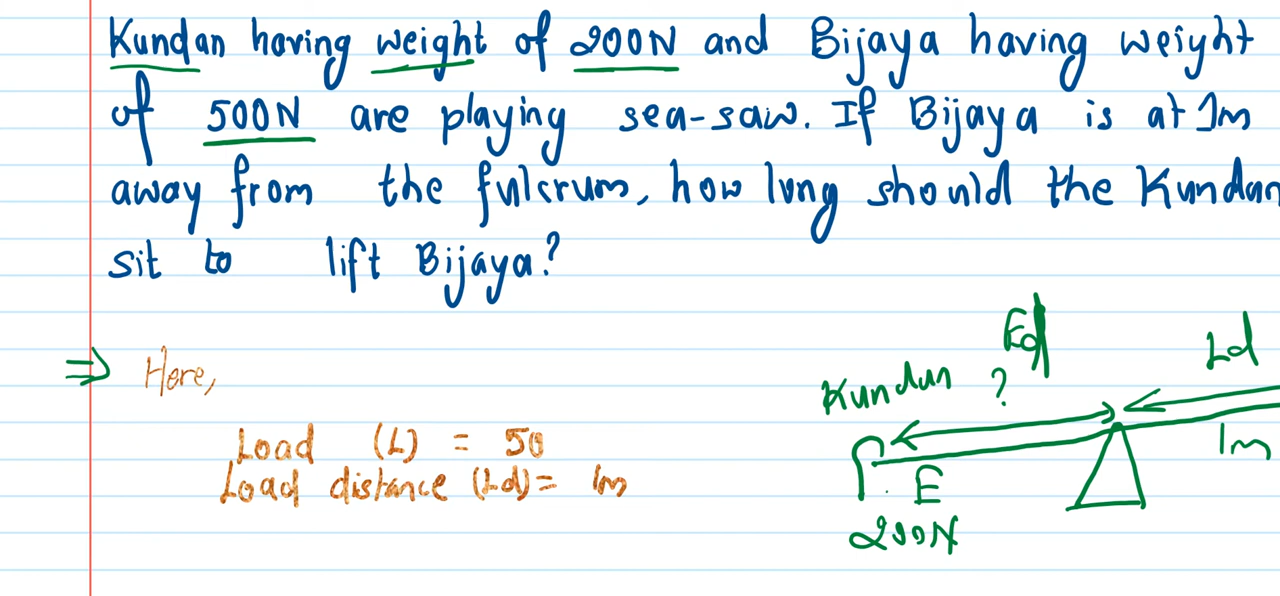 Kundan having weight of 200N and Bijaya having weight
of 500N are playing sea-saw. If Bijaya is at 1m
away from the fulcrum, how long should the Kundan
sit to lift Bijaya?
Ed
Ld
Kundan ?
⇒ Here,
Load (L) = 50
1m
Load distance (Ld) = 1m
E
200N